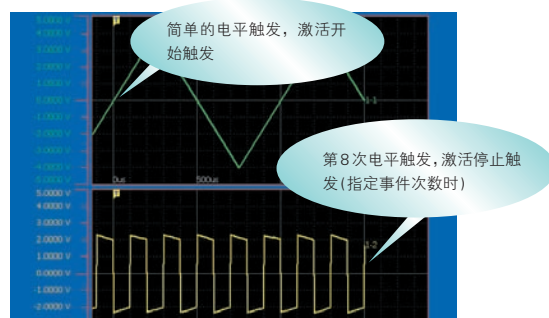 5.0000 V
4.0000 V
3.0000 V
2.0000 V
1.0000 V
0.0000 V
-1.0000 V
-2.0000 V
-3.0000 V
-4.0000 V
-5.0000 V
简单的电平触发，激活开
始触发
1-1
0us
500us
第8次电平触发,激活停止触
发(指定事件次数时)
5.0000 V
4.0000 V
3.0000 V
2.0000 V
1.0000 V
0.0000 V
-1.0000 V
-2.0000 V
1-2